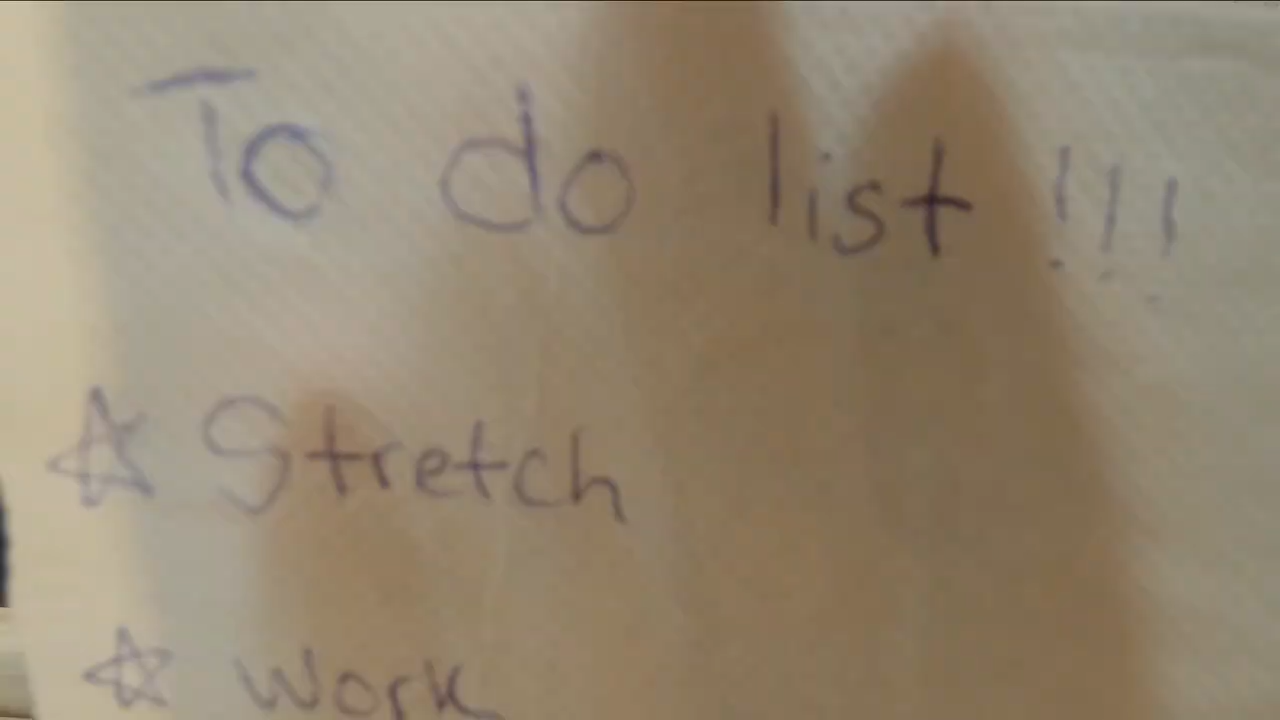 To do list!!!
☆ Stretch
☆ Work